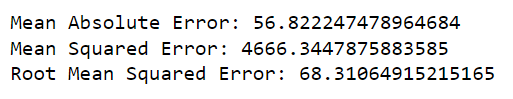 Mean Absolute Error: 56.822247478964684
Mean Squared Error: 4666.3447875883585
Root Mean Squared Error: 68.31064915215165